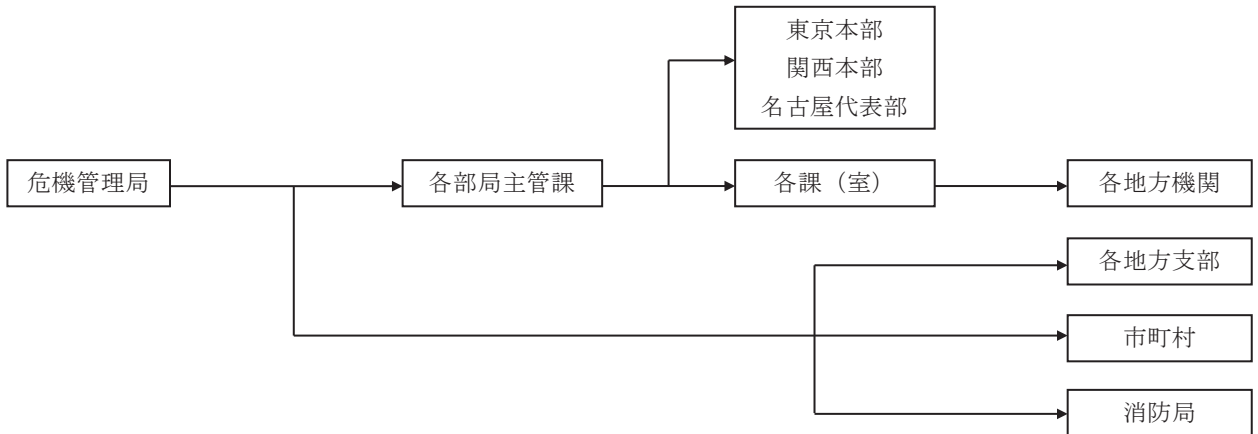 東京本部
関西本部
名古屋代表部
危機管理局
各部局主管課
各課（室）
各地方機関
各地方支部
市町村
消防局